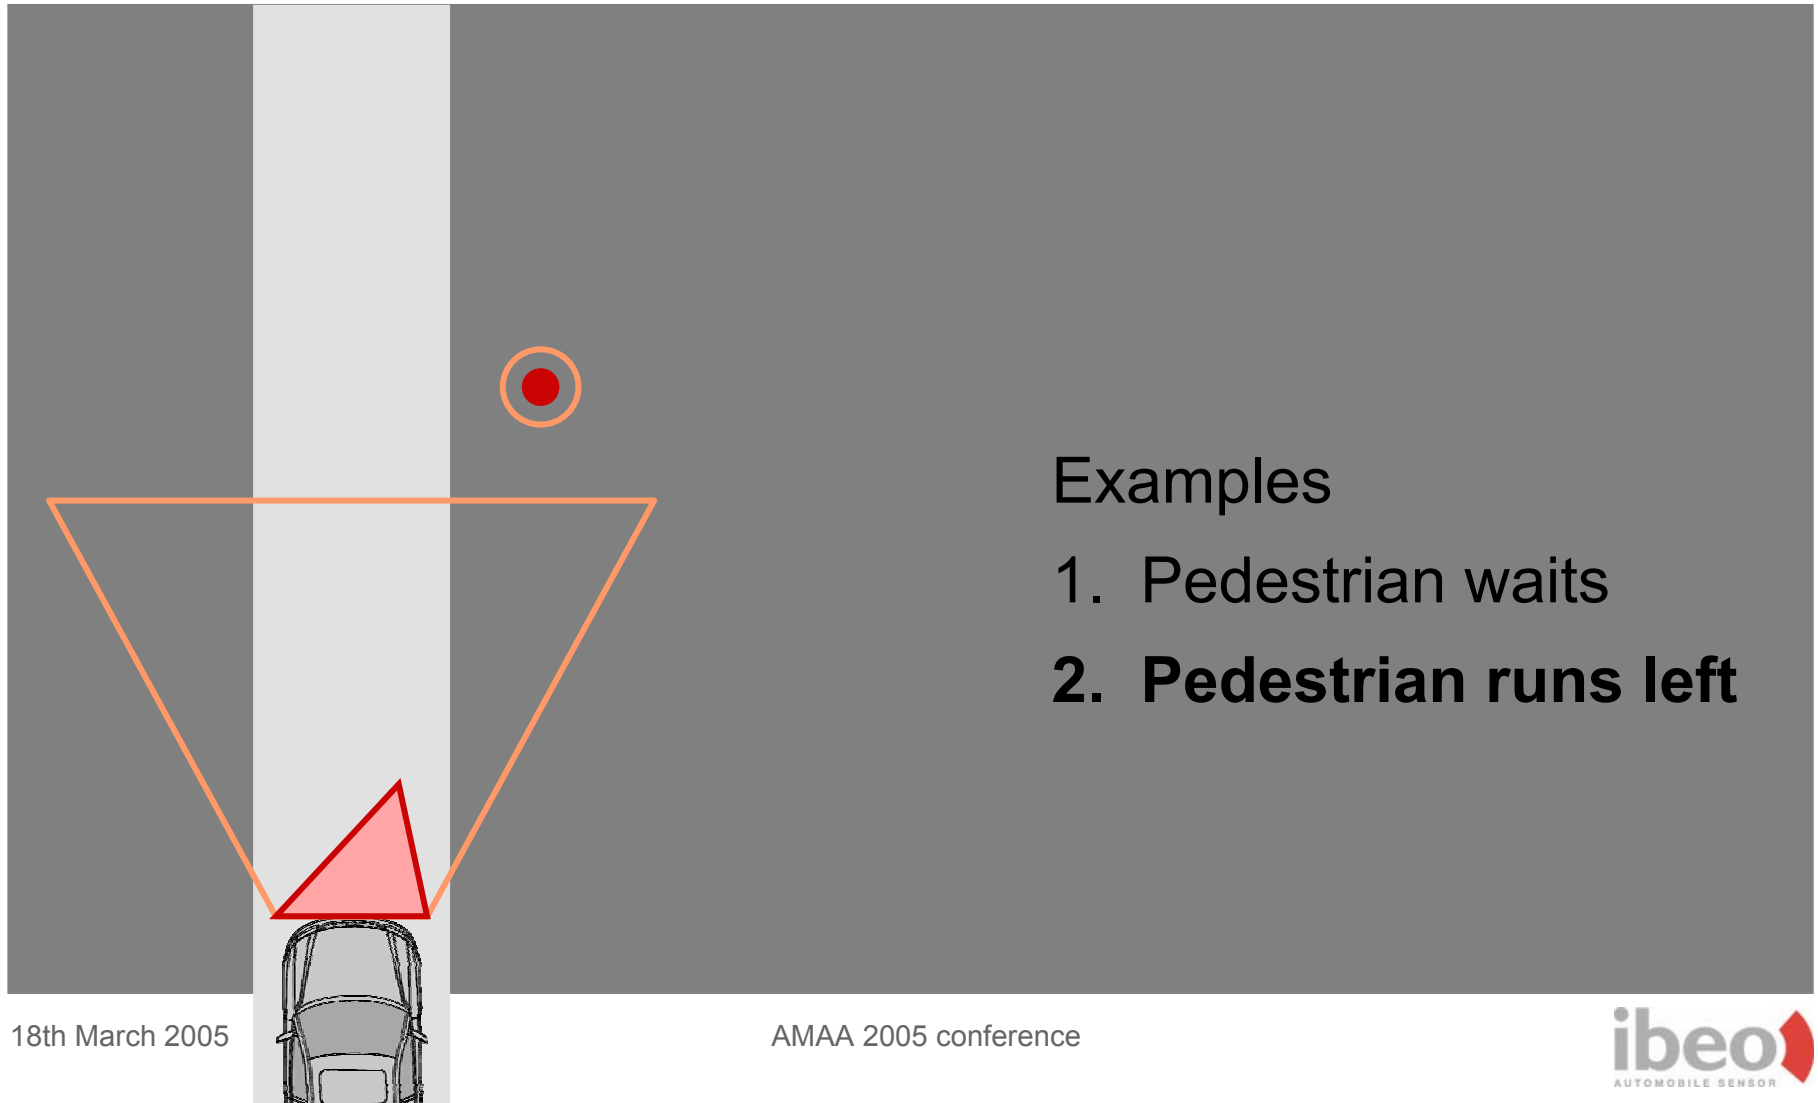 Examples
1. Pedestrian waits
2. Pedestrian runs left
18th March 2005
AMAA 2005 conference
ibeo
AUTOMOBILE SENSOR